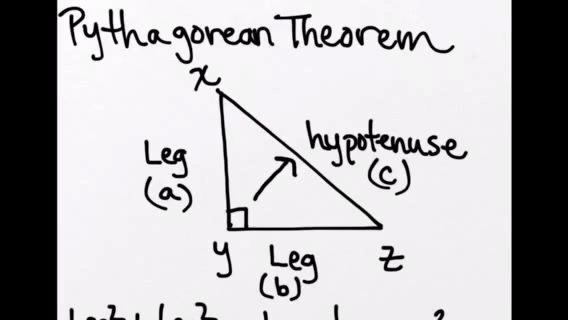 Pythagorean Theorem
x
hypotenuse
(c)
Leg
(a)
y
Leg
(b)
z